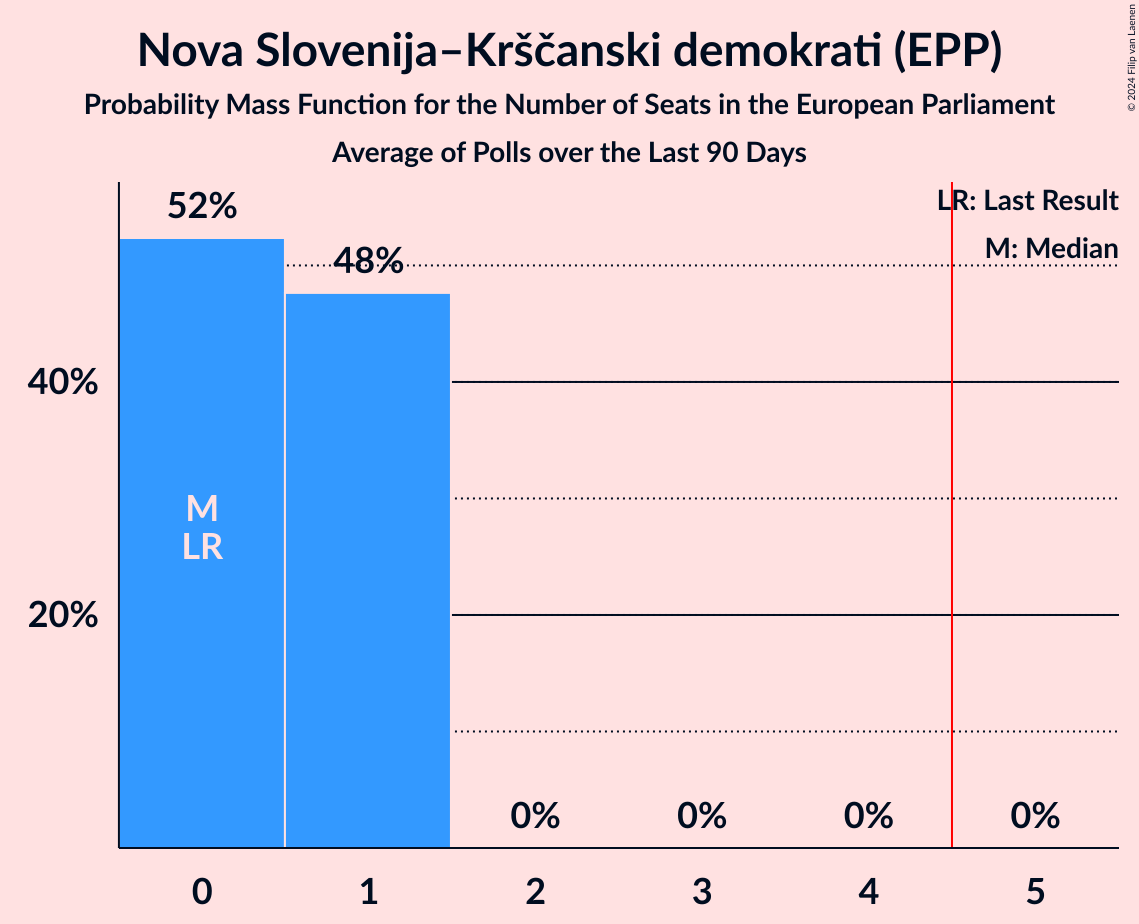 Nova Slovenija–Krščanski demokrati (EPP)
Probability Mass Function for the Number of Seats in the European Parliament
Average of Polls over the Last 90 Days
© 2024 Filip van Laenen
LR: Last Result
M: Median
52%
48%
40%
20%
M
LR
0%
0%
0%
0%
0
1
2
3
4
5